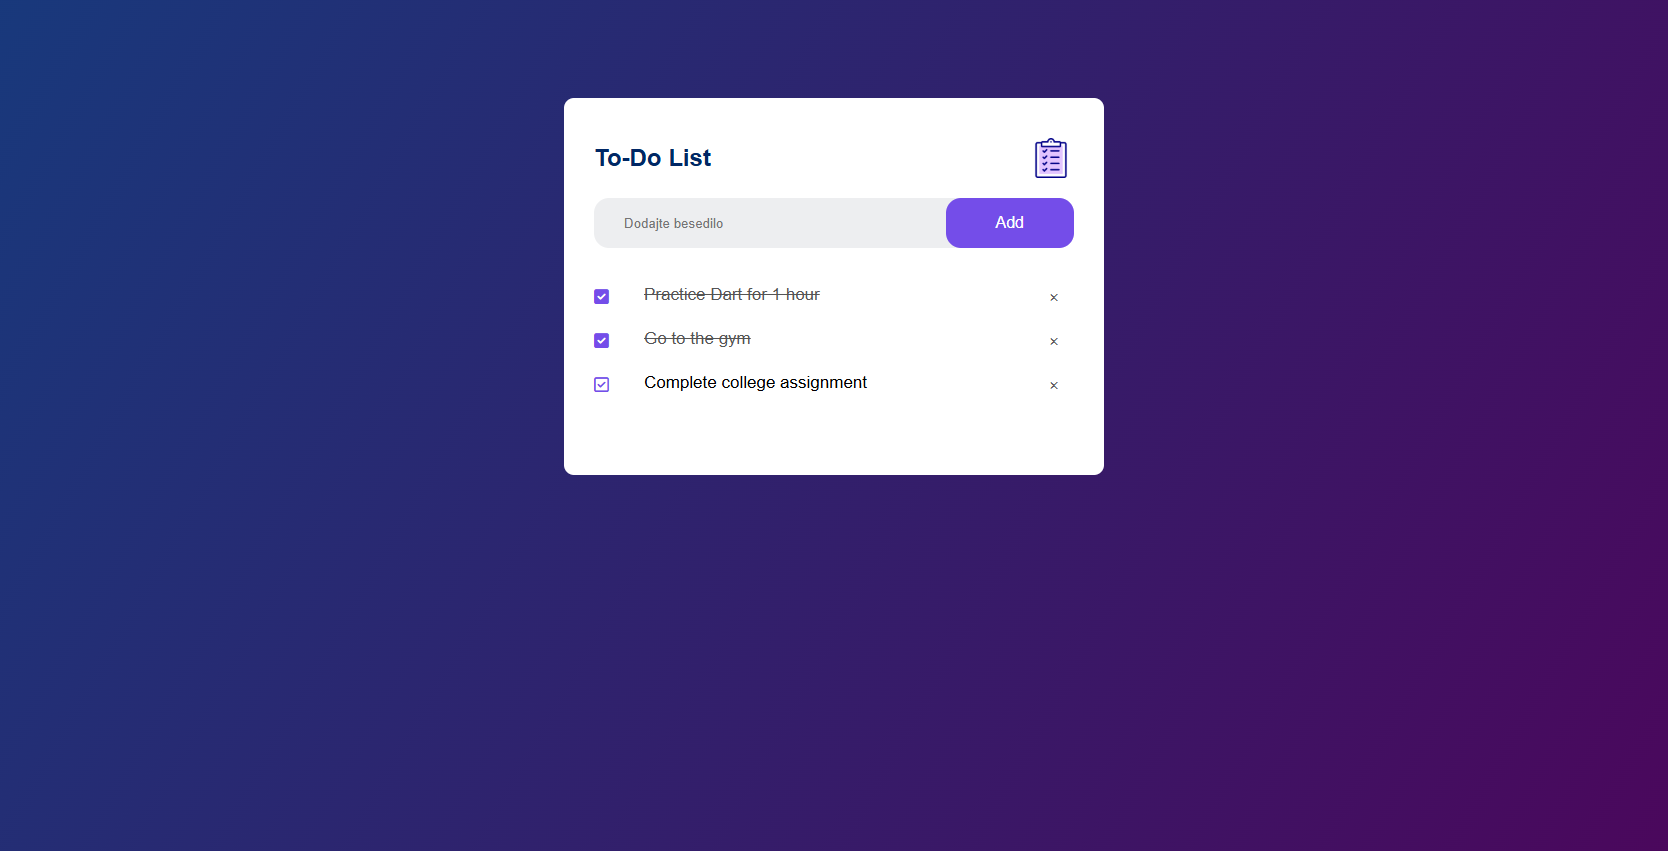 To-Do List
Dodajte besedilo
Add
Practice Dart for 1 hour
Go to the gym
Complete college assignment